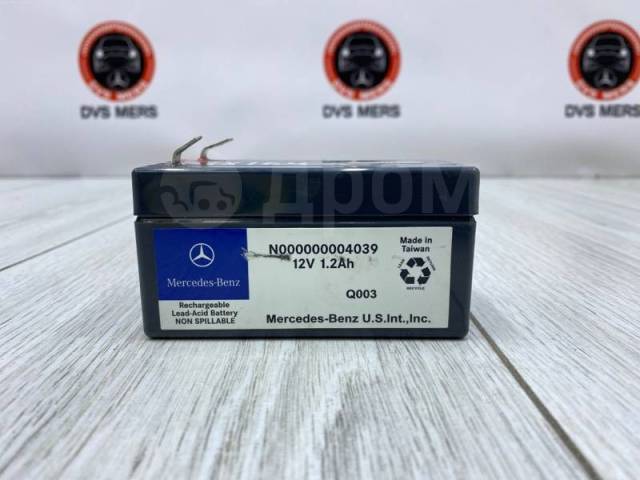 DVS MERS
DVS MERS
DVS MERS
дром
N000000004039
12V 1.2Ah
Made in
Taiwan
Mercedes-Benz
Rechargeable
Lead-Acid Battery
NON SPILLABLE
Q003
RECYCLE
Mercedes-Benz U.S.Int.,Inc.